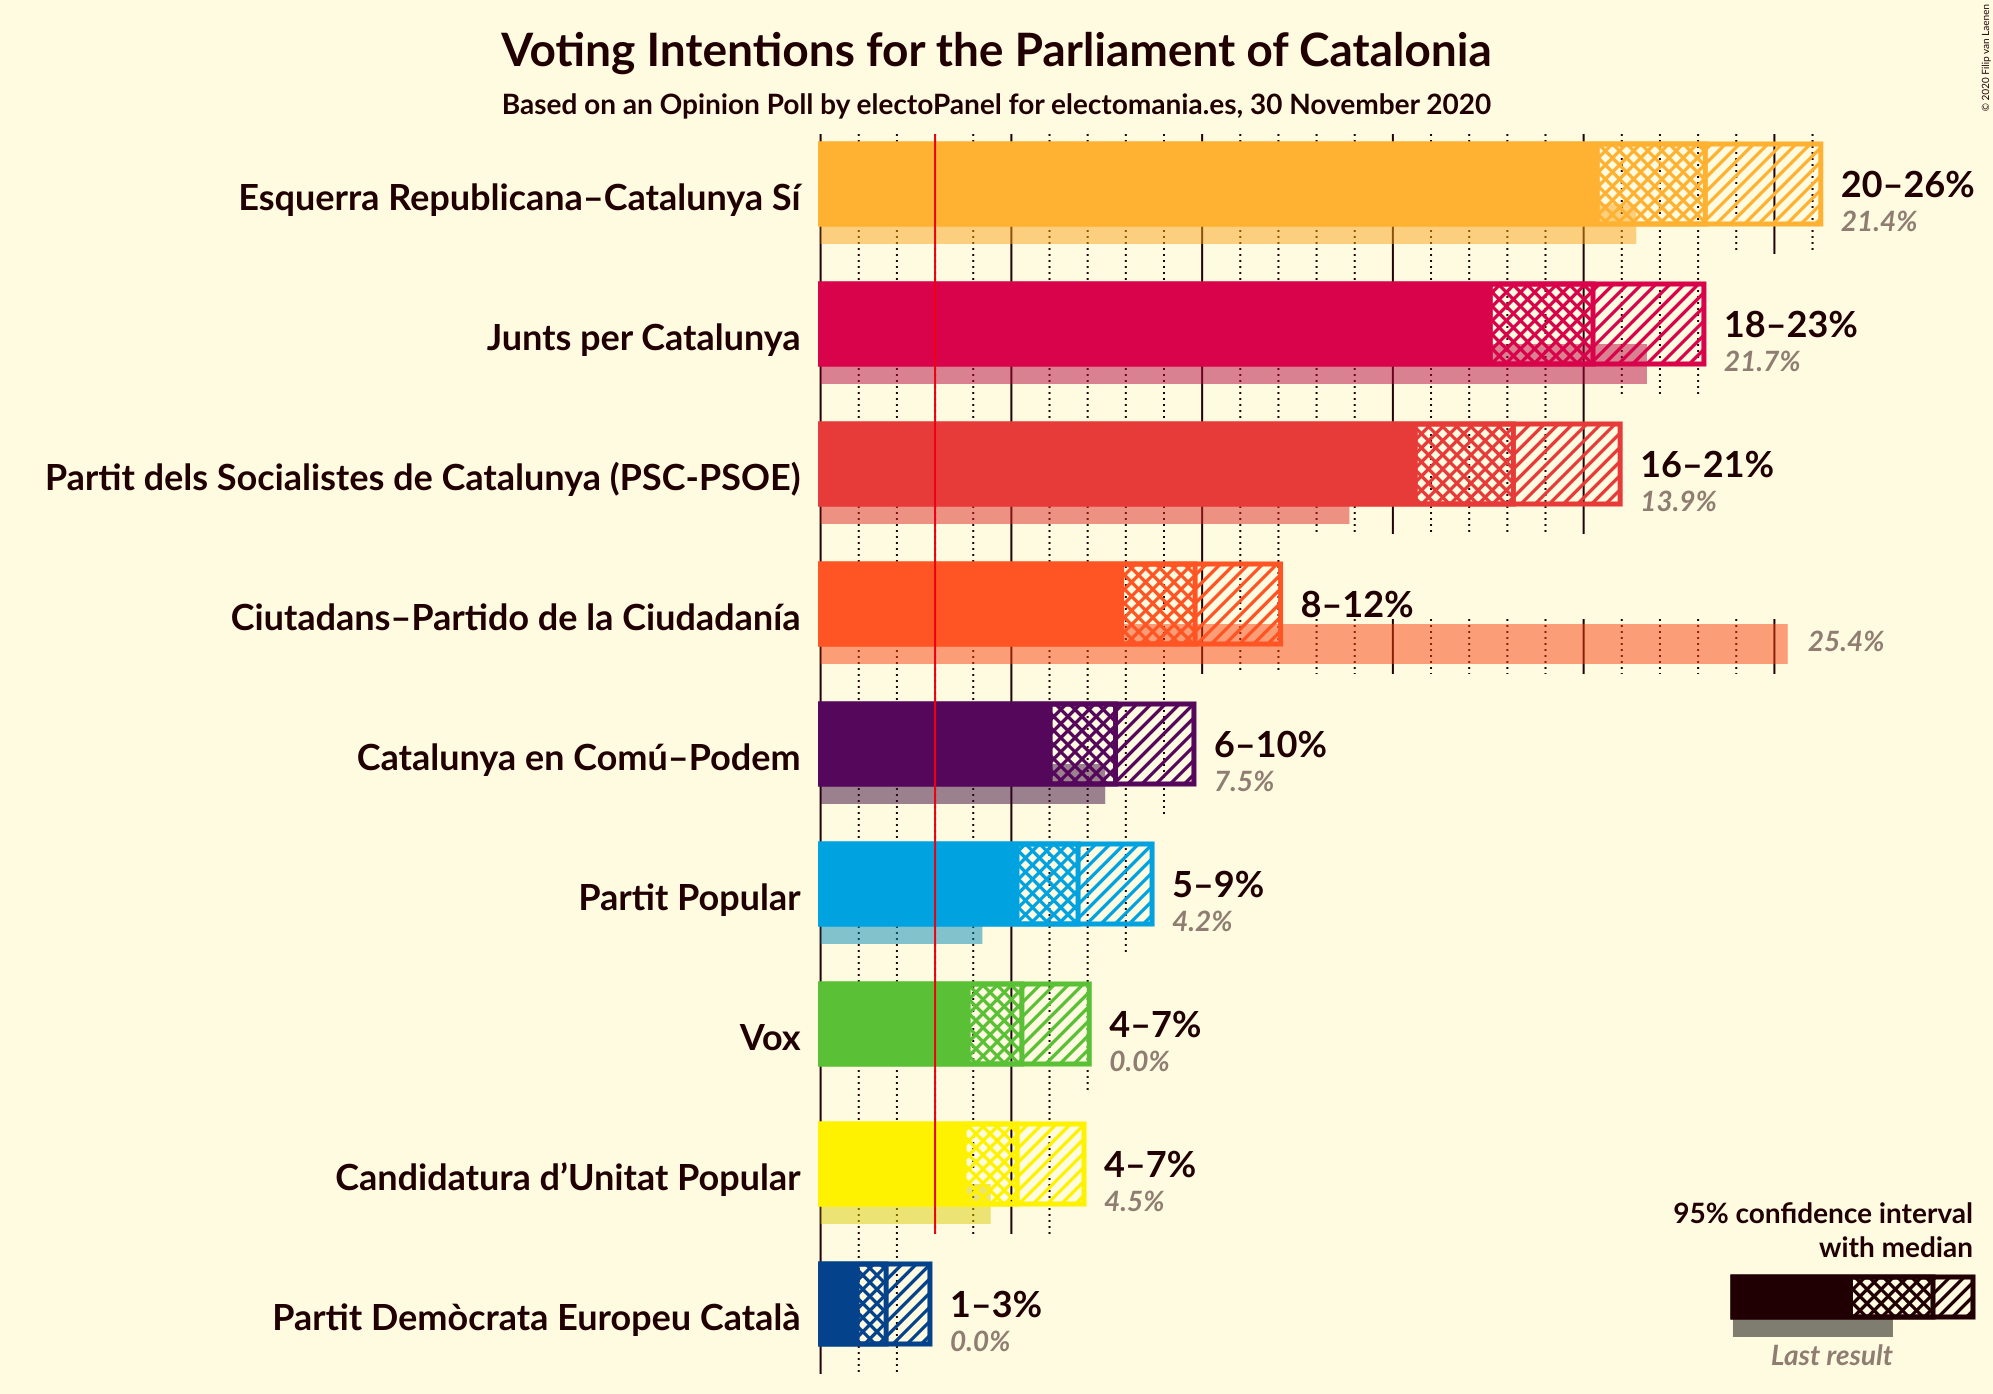 Voting Intentions for the Parliament of Catalonia
Based on an Opinion Poll by electoPanel for electomania.es, 30 November 2020
© 2020 Filip van Laenen
Esquerra Republicana–Catalunya Sí
20–26%
21.4%
Junts per Catalunya
18–23%
21.7%
Partit dels Socialistes de Catalunya (PSC-PSOE)
16–21%
13.9%
Ciutadans–Partido de la Ciudadanía
8–12%
25.4%
Catalunya en Comú–Podem
6–10%
7.5%
Partit Popular
5–9%
4.2%
Vox
4–7%
0.0%
Candidatura d’Unitat Popular
4–7%
4.5%
Partit Demòcrata Europeu Català
1–3%
0.0%
95% confidence interval
with median
Last result